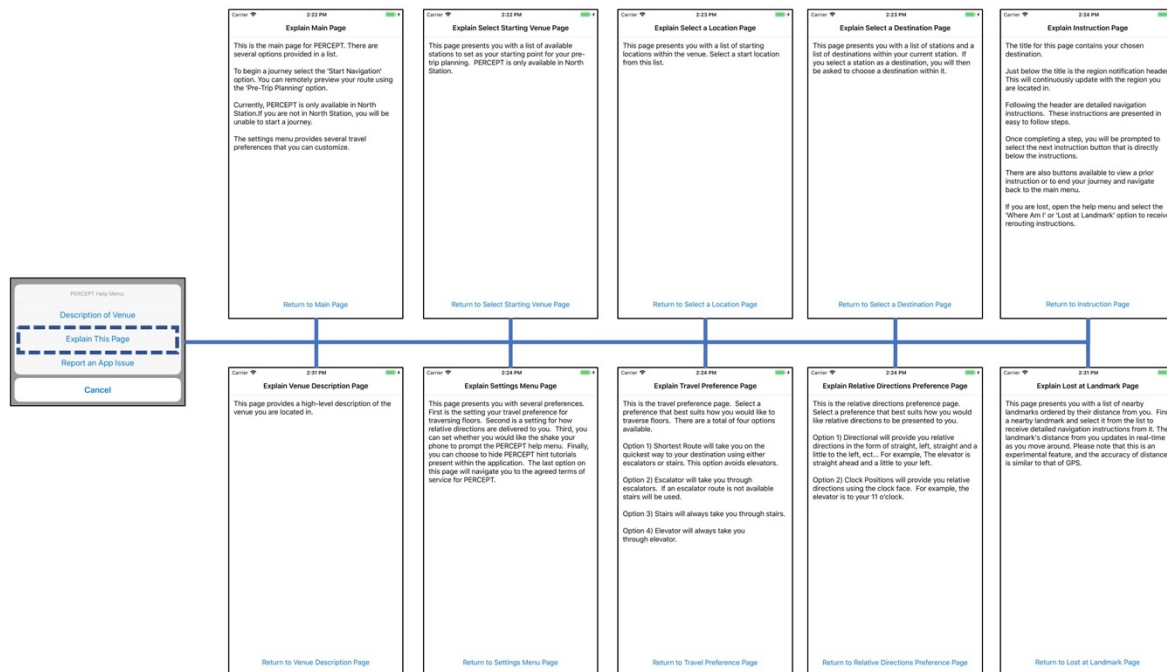 Carrier 2:22 PM
Explain Main Page
This is the main page for PERCEPT. There are
several options provided in a list.
To begin a journey select the 'Start Navigation'
option. You can remotely preview your route using
the 'Pre-Trip Planning' option.
Currently, PERCEPT is only available in North
Station.If you are not in North Station, you will be
unable to start a journey.
The settings menu provides several travel
preferences that you can customize.
Return to Main Page
Carrier 2:22 PM
Explain Select Starting Venue Page
This page presents you with a list of available
stations to set as your starting point for your pre-
trip planning. PERCEPT is only available in North
Station.
Return to Select Starting Venue Page
Carrier 2:23 PM
Explain Select a Location Page
This page presents you with a list of starting
locations within the venue. Select a start location
from this list.
Return to Select a Location Page
Carrier 2:23 PM
Explain Select a Destination Page
This page presents you with a list of stations and a
list of destinations within your current station. If
you select a station as a destination, you will then
be asked to choose a destination within it.
Return to Select a Destination Page
Carrier 2:24 PM
Explain Instruction Page
The title for this page contains your chosen
destination.
Just below the title is the region notification header
This will continuously update with the region you
are located in.
Following the header are detailed navigation
instructions. These instructions are presented in
easy to follow steps.
Once completing a step, you will be prompted to
select the next instruction button that is directly
below the instructions.
There are also buttons available to view a prior
instruction or to end your journey and navigate
back to the main menu.
If you are lost, open the help menu and select the
'Where Am I' or 'Lost at Landmark' option to receive
rerouting instructions.
Return to Instruction Page
PERCEPT Help Menu
Description of Venue
Explain This Page
Report an App Issue
Cancel
Carrier 2:31 PM
Explain Venue Description Page
This page provides a high-level description of the
venue you are located in.
Return to Venue Description Page
Carrier 2:24 PM
Explain Settings Menu Page
This page presents you with several preferences.
First is the setting your travel preference for
traversing floors. Second is a setting for how
relative directions are delivered to you. Third, you
can set whether you would like the shake your
phone to prompt the PERCEPT help menu. Finally,
you can choose to hide PERCEPT hint tutorials
present within the application. The last option on
this page will navigate you to the agreed terms of
service for PERCEPT.
Return to Settings Menu Page
Carrier 2:24 PM
Explain Travel Preference Page
This is the travel preference page. Select a
preference that best suits how you would like to
traverse floors. There are a total of four options
available.
Option 1) Shortest Route will take you on the
quickest way to your destination using either
escalators or stairs. This option avoids elevators.
Option 2) Escalator will take you through
escalators. If an escalator route is not available
stairs will be used.
Option 3) Stairs will always take you through stairs.
Option 4) Elevator will always take you
through elevator.
Return to Travel Preference Page
Carrier 2:24 PM
Explain Relative Directions Preference Page
This is the relative directions preference page.
Select a preference that best suits how you would
like relative directions to be presented to you.
Option 1) Directional will provide you relative
directions in the form of straight, left, straight and a
little to the left, ect... For example, The elevator is
straight ahead and a little to your left.
Option 2) Clock Positions will provide you relative
directions using the clock face. For example, the
elevator is to your 11 o'clock.
Return to Relative Directions Preference Page
Carrier 2:31 PM
Explain Lost at Landmark Page
This page presents you with a list of nearby
landmarks ordered by their distance from you. Find
a nearby landmark and select it from the list to
receive detailed navigation instructions from it. The
landmark's distance from you updates in real-time
as you move around. Please note that this is an
experimental feature, and the accuracy of distance
is similar to that of GPS.
Return to Lost at Landmark Page